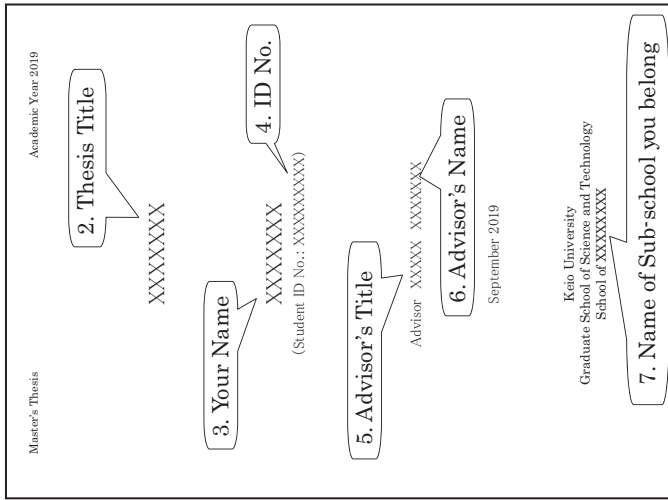 Master's Thesis Academic Year 2019
2. Thesis Title
XXXXXXXX
3. Your Name
XXXXXXXX
4. ID No.
(Student ID No.: XXXXXXXXX)
5. Advisor's Title
Advisor XXXXX XXXXXXX
6. Advisor's Name
September 2019
Keio University
Graduate School of Science and Technology
School of XXXXXXXXX
7. Name of Sub-school you belong